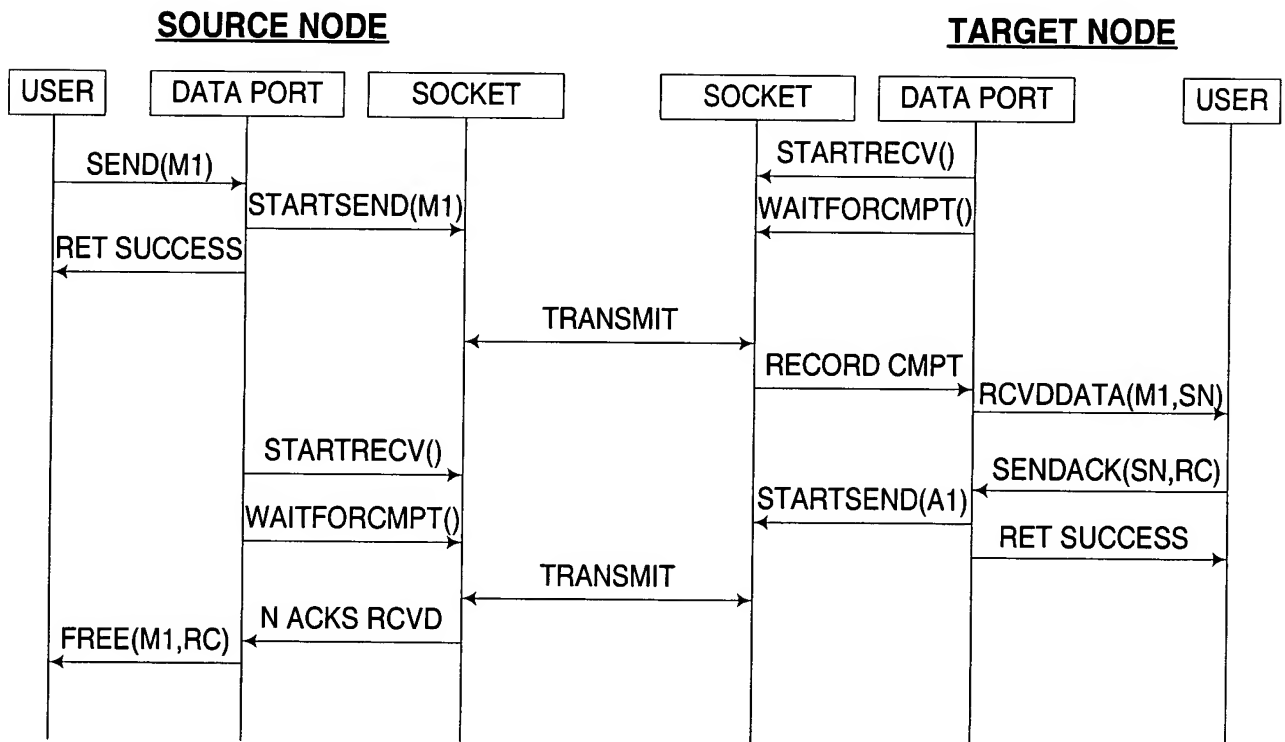 SOURCE NODE
TARGET NODE
USER
DATA PORT
SOCKET
SOCKET
DATA PORT
USER
STARTRECV()
SEND(M1)
STARTSEND(M1)
WAITFORCMPT()
RET SUCCESS
TRANSMIT
RECORD CMPT
RCVDDATA(M1,SN)
STARTRECV()
SENDACK(SN,RC)
STARTSEND(A1)
WAITFORCMPT()
RET SUCCESS
TRANSMIT
N ACKS RCVD
FREE(M1,RC)